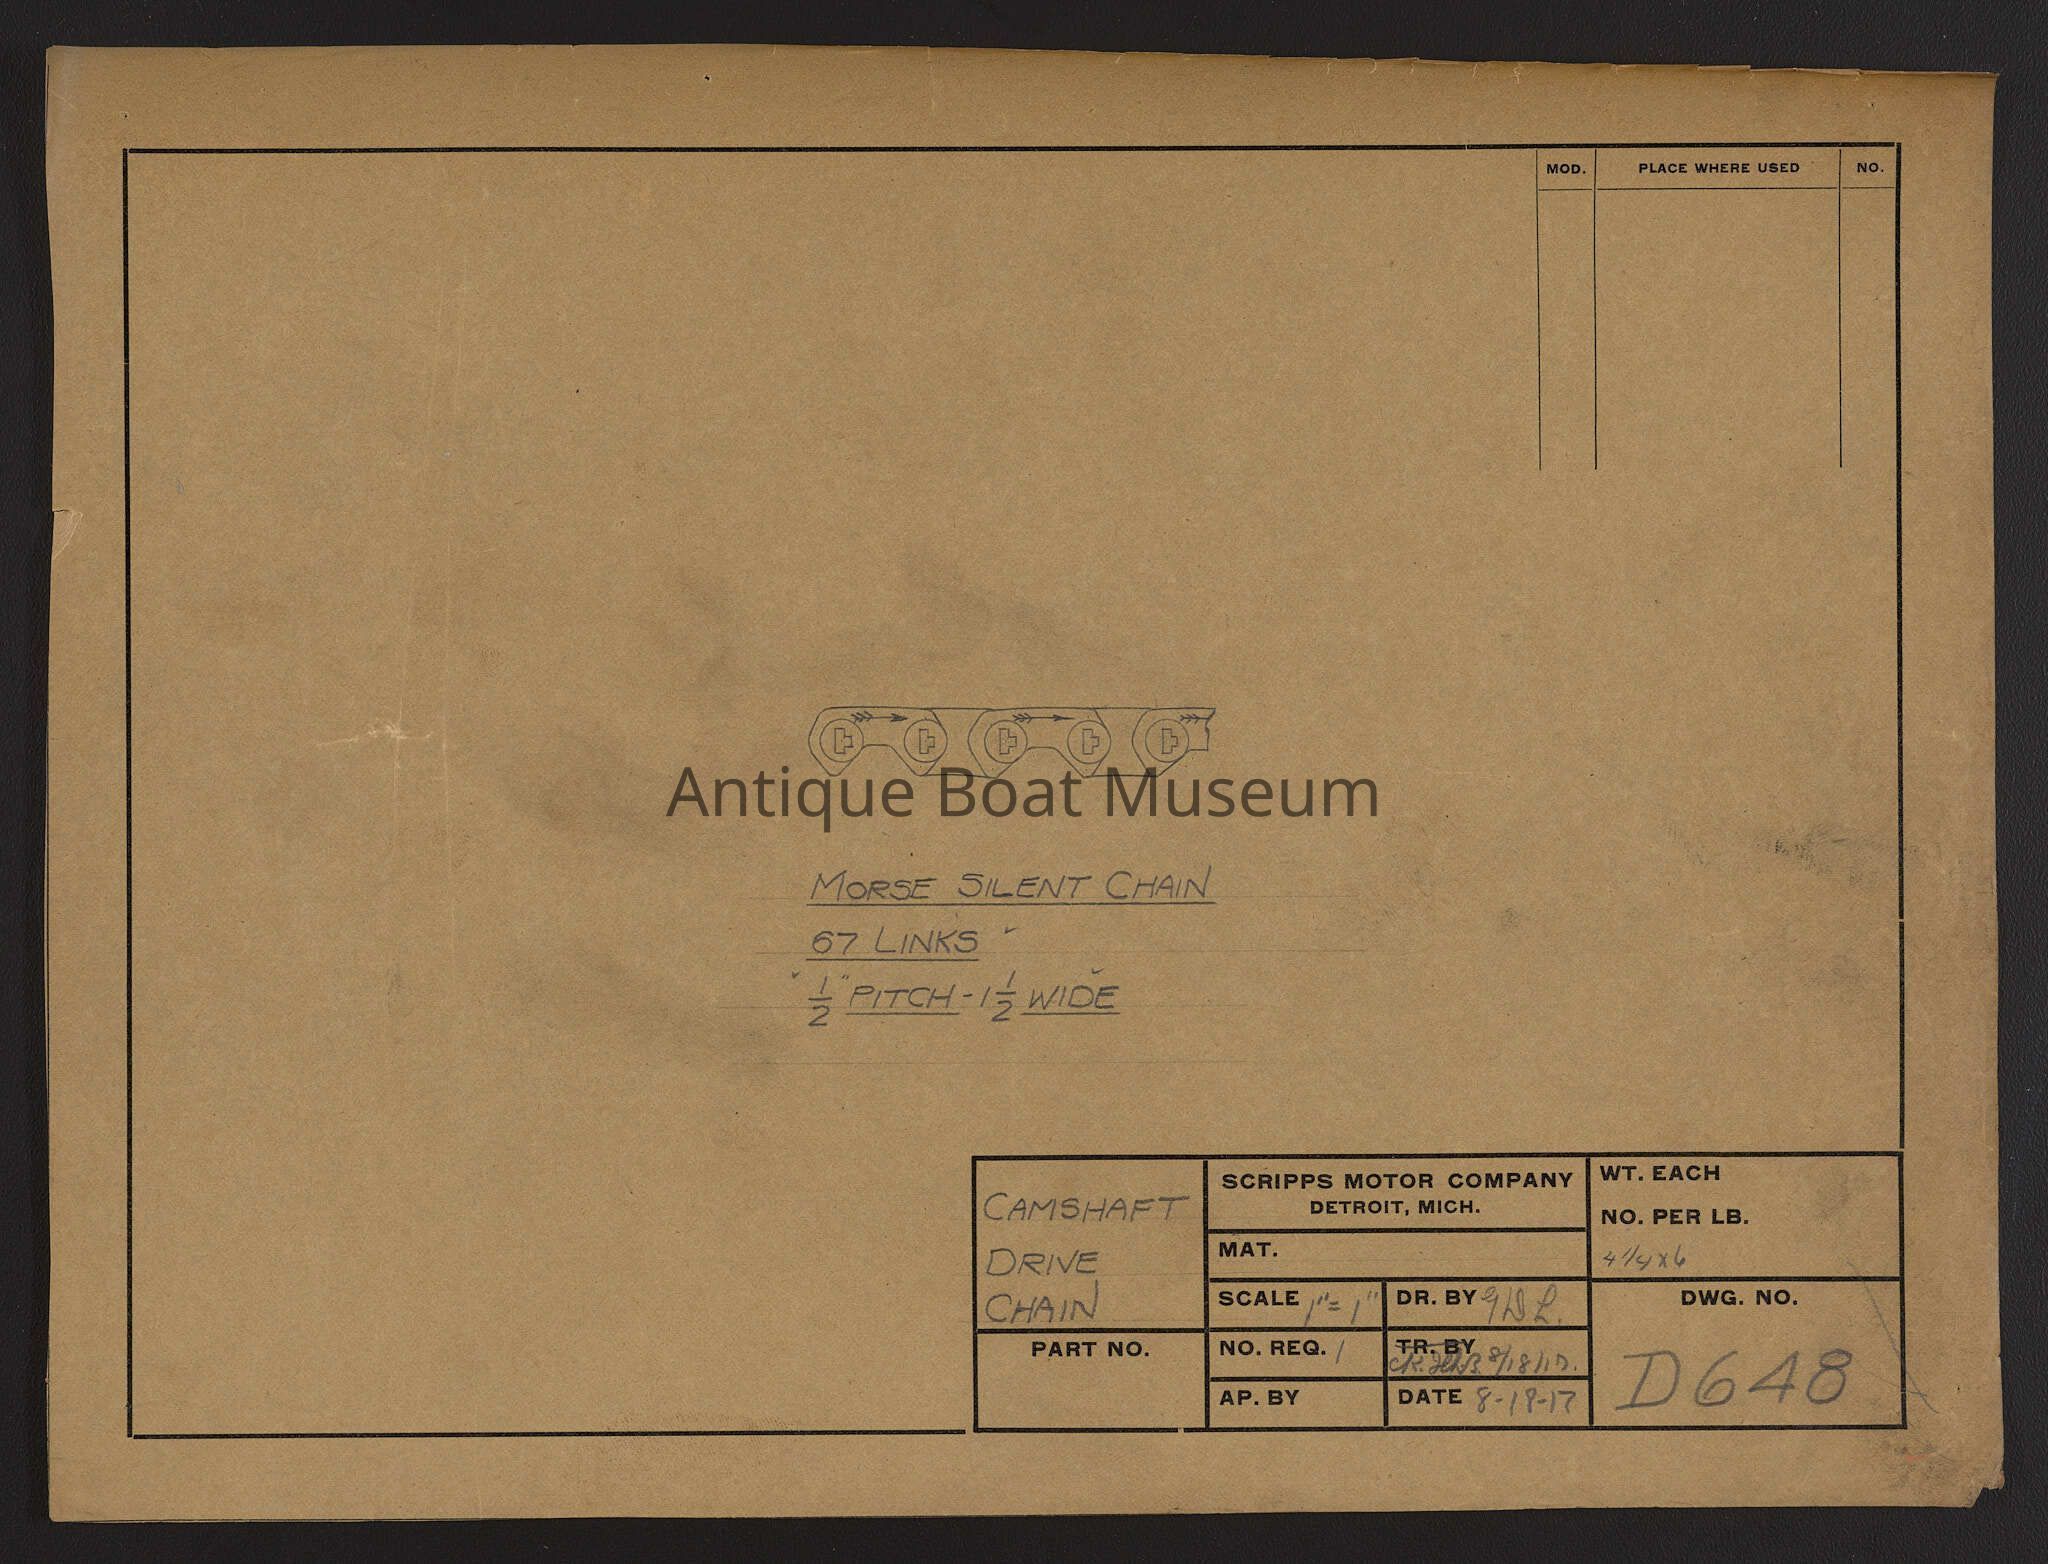 MOD. PLACE WHERE USED NO.
Antique Boat Museum
MORSE SILENT CHAIN
67 LINKS
1/2" PITCH - 1 1/2 WIDE
CAMSHAFT
DRIVE
CHAIN
PART NO.
SCRIPPS MOTOR COMPANY
DETROIT, MICH.
MAT.
SCALE 1" = 1"
DR. BY
NO. REQ. 1
TR. BY
8/18/17.
AP. BY
DATE 8-18-17
WT. EACH
NO. PER LB.
4 1/4 x 6
DWG. NO.
D648